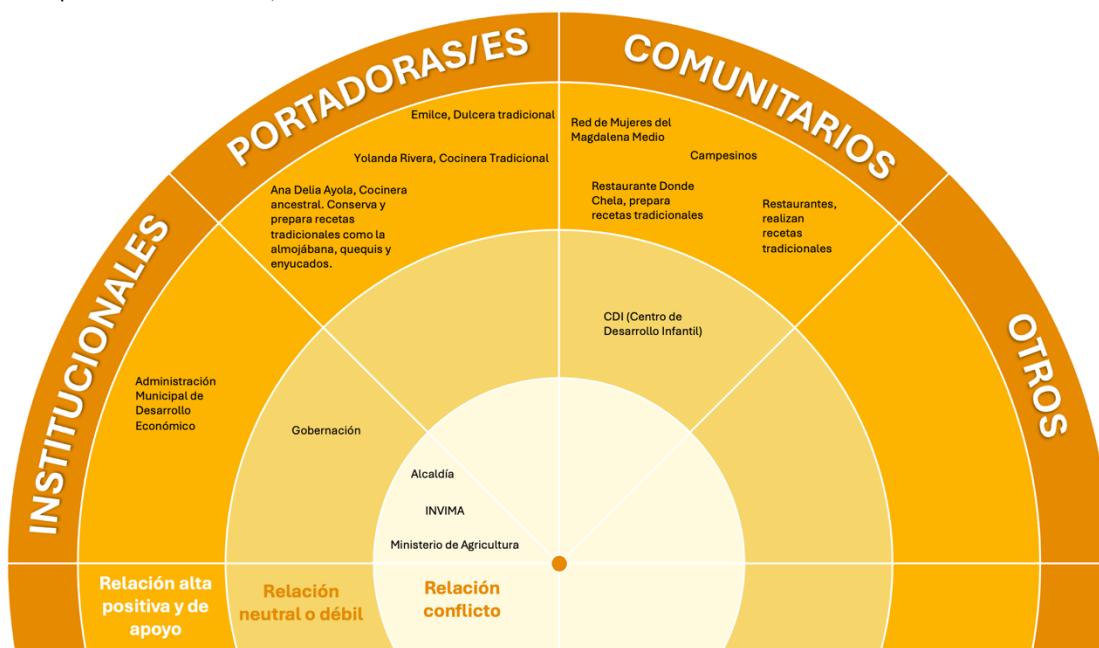 PORTADORAS/ES
COMUNITARIOS
INSTITUCIONALES
OTROS
Emilce, Dulcera tradicional
Yolanda Rivera, Cocinera Tradicional
Ana Delia Ayola, Cocinera
ancestral. Conserva y
prepara recetas
tradicionales como la
almojábana, quequis y
enyucados.
Red de Mujeres del
Magdalena Medio
Campesinos
Restaurante Donde
Chela, prepara
recetas tradicionales
Restaurantes,
realizan
recetas
tradicionales
CDI (Centro de
Desarrollo Infantil)
Administración
Municipal de
Desarrollo
Económico
Gobernación
Alcaldía
INVIMA
Ministerio de Agricultura
Relación alta
positiva y de
apoyo
Relación
neutral o débil
Relación
conflicto